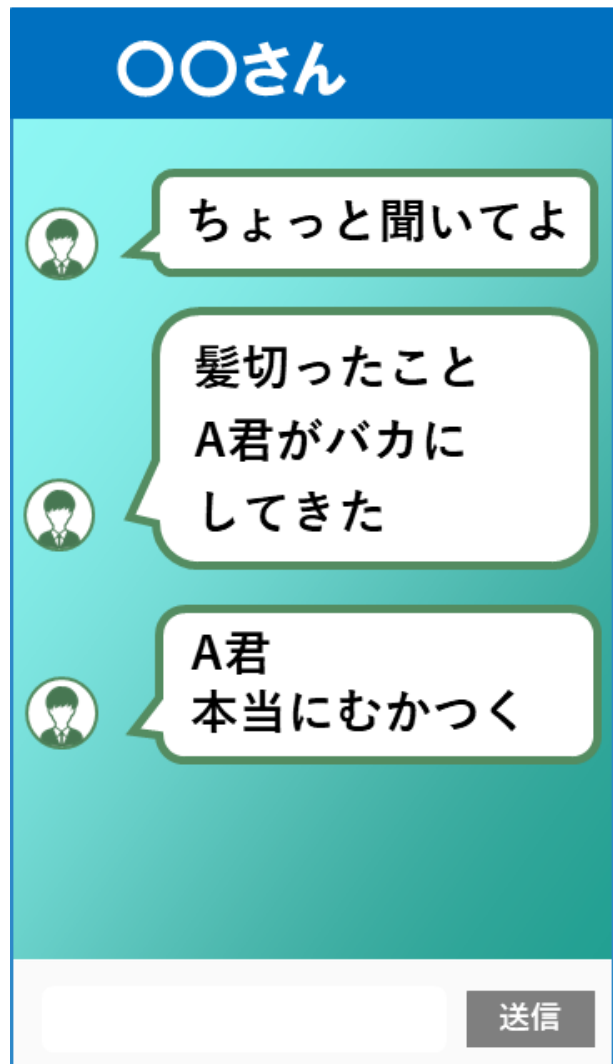 〇〇さん
ちょっと聞いてよ
髪切ったこと
A君がバカに
してきた
A君
本当にむかつく
送信